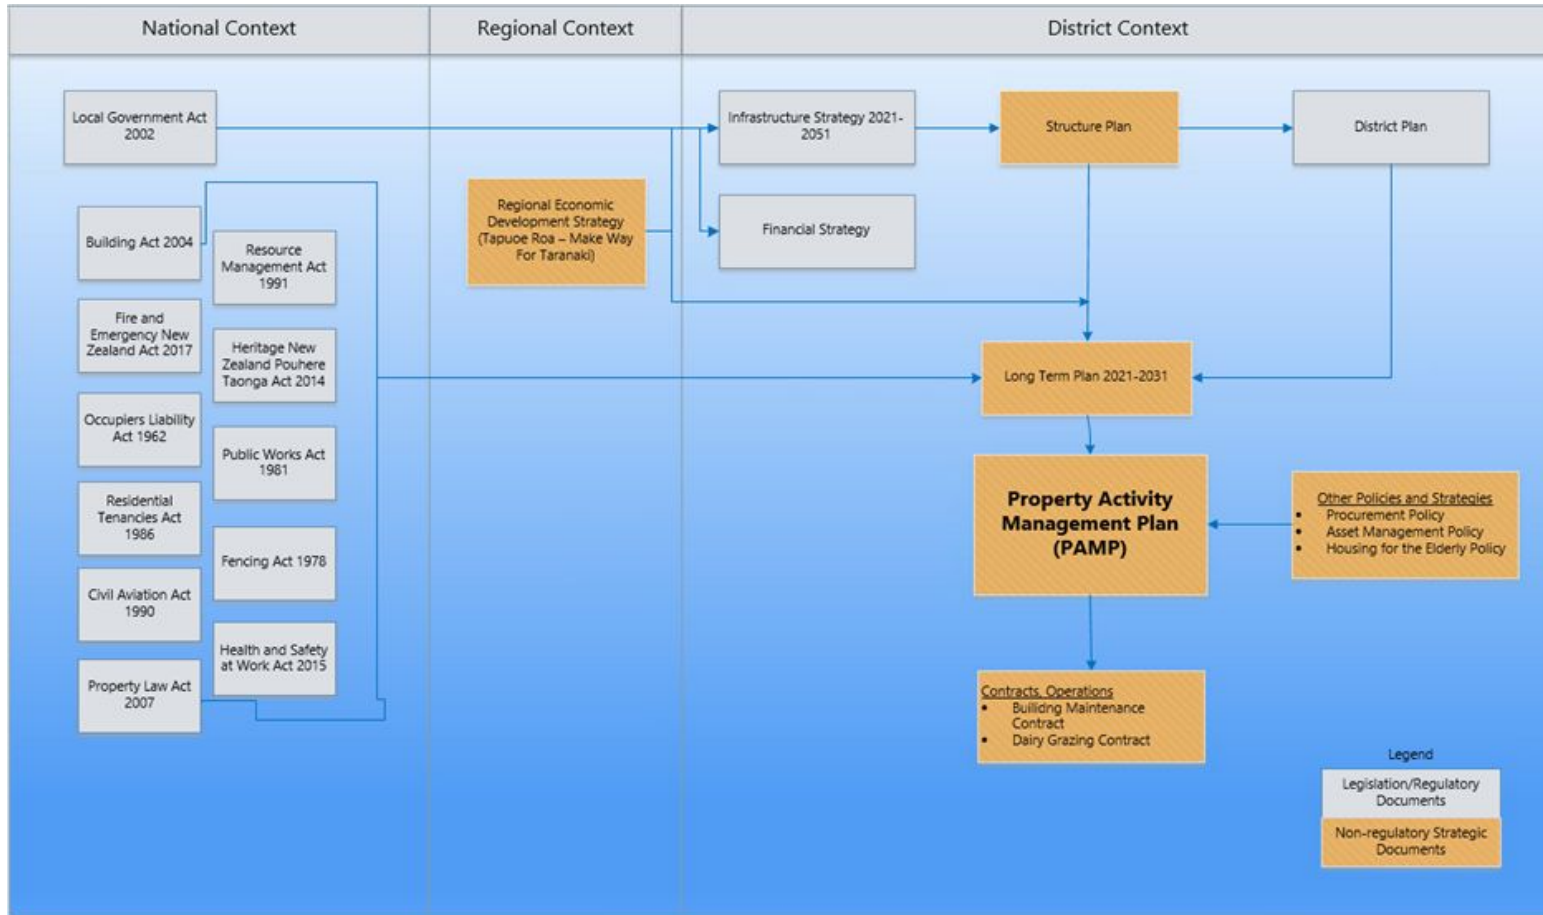 National Context
Regional Context
District Context
Local Government Act
2002
Infrastructure Strategy 2021-
2051
Structure Plan
District Plan
Building Act 2004
Resource
Management Act
1991
Regional Economic
Development Strategy
(Tapuoe Roa – Make Way
For Taranaki)
Financial Strategy
Fire and
Emergency New
Zealand Act 2017
Heritage New
Zealand Pouhere
Taonga Act 2014
Long Term Plan 2021-2031
Occupiers Liability
Act 1962
Public Works Act
1981
Residential
Tenancies Act
1986
Property Activity
Management Plan
(PAMP)
Other Policies and Strategies
• Procurement Policy
• Asset Management Policy
• Housing for the Elderly Policy
Fencing Act 1978
Civil Aviation Act
1990
Health and Safety
at Work Act 2015
Property Law Act
2007
Contracts, Operations
• Builidng Maintenance
Contract
• Dairy Grazing Contract
Legend
Legislation/Regulatory
Documents
Non-regulatory Strategic
Documents